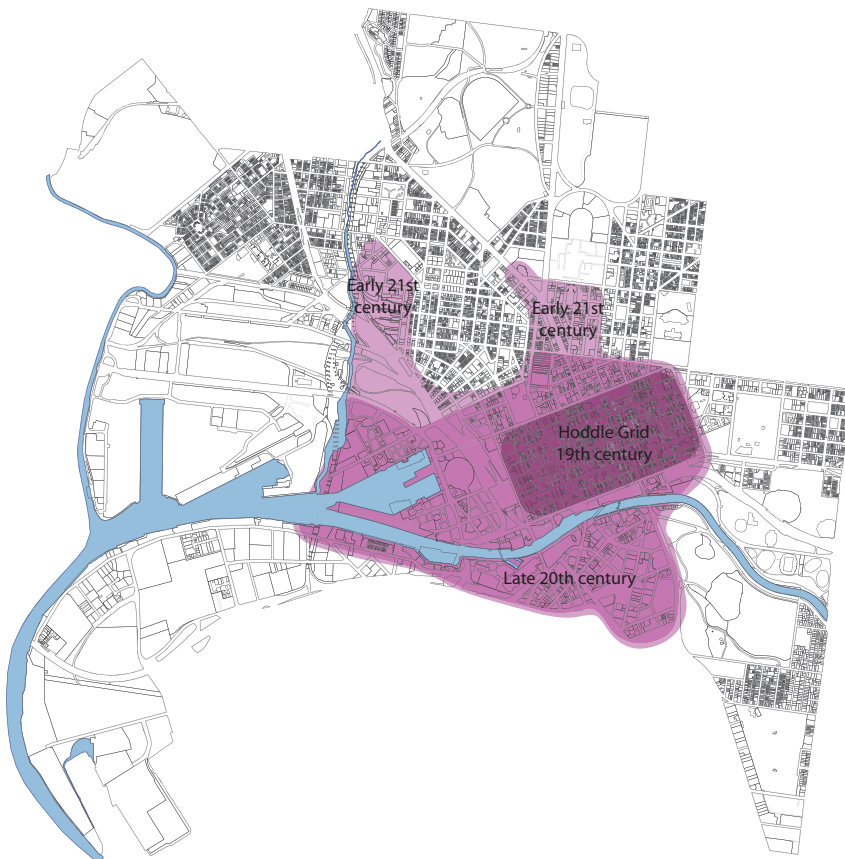 Early 21st
century
Early 21st
century
Hoddle Grid
19th century
Late 20th century